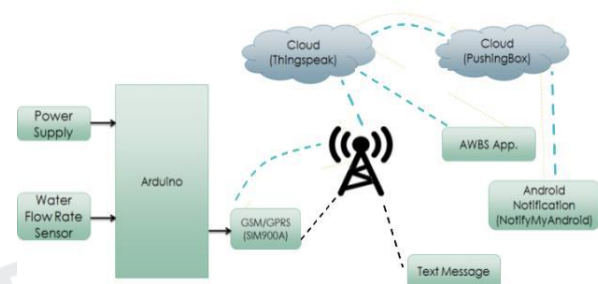 Cloud
(Thingspeak)
Cloud
(PushingBox)
Power
Supply
Arduino
AWBS App.
Water
Flow Rate
Sensor
GSM/GPRS
(SIM900A)
Android
Notification
(NotifyMyAndroid)
Text Message